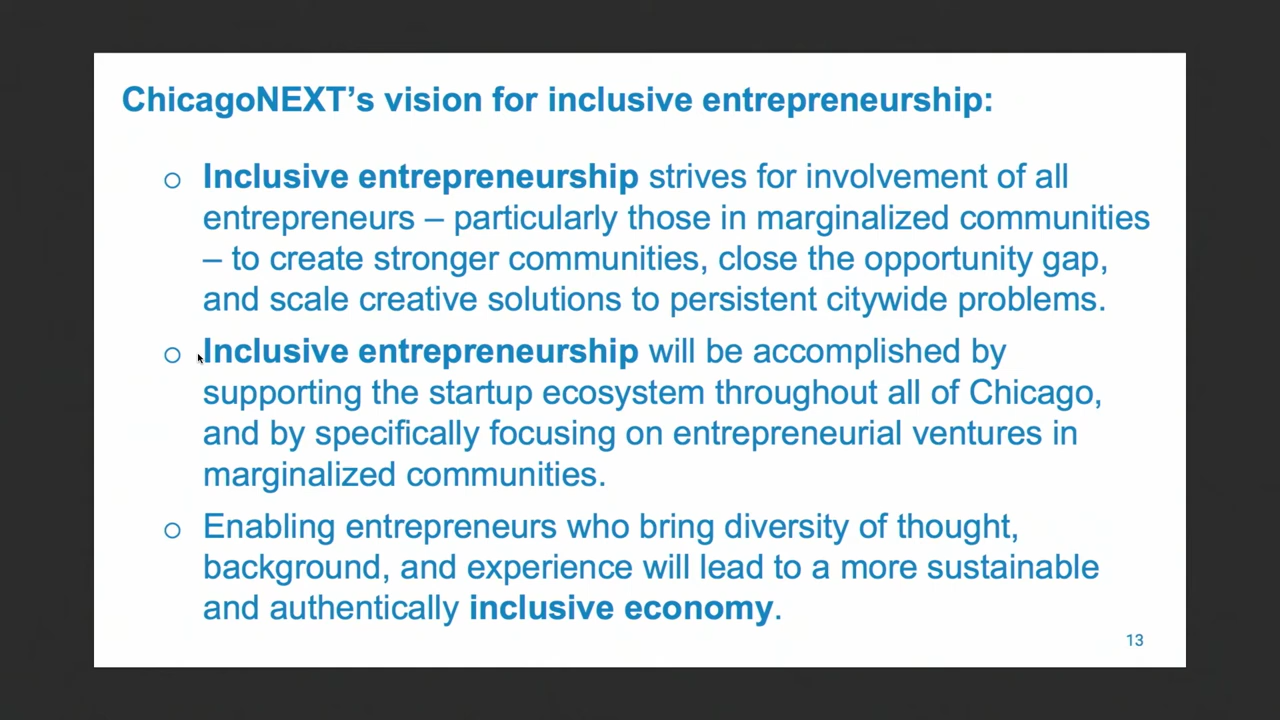 ChicagoNEXT’s vision for inclusive entrepreneurship:
Inclusive entrepreneurship strives for involvement of all
entrepreneurs – particularly those in marginalized communities
– to create stronger communities, close the opportunity gap,
and scale creative solutions to persistent citywide problems.
Inclusive entrepreneurship will be accomplished by
supporting the startup ecosystem throughout all of Chicago,
and by specifically focusing on entrepreneurial ventures in
marginalized communities.
Enabling entrepreneurs who bring diversity of thought,
background, and experience will lead to a more sustainable
and authentically inclusive economy.
13